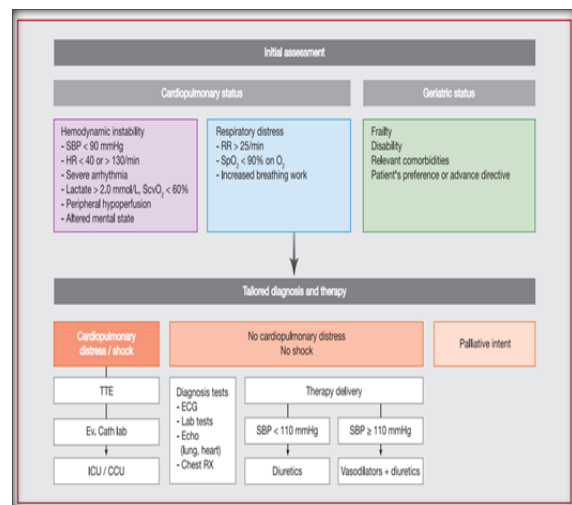 Initial assessment
Cardiopulmonary status
Geriatric status
Hemodynamic instability
- SBP < 90 mmHg
- HR < 40 or > 130/min
- Severe arrhythmia
- Lactate > 2.0 mmol/L, ScvO₂ < 60%
- Peripheral hypoperfusion
- Altered mental state
Respiratory distress
- RR > 25/min
- SpO₂ < 90% on O₂
- Increased breathing work
Frailty
Disability
Relevant comorbidities
Patient's preference or advance directive
Tailored diagnosis and therapy
Cardiopulmonary
distress / shock
No cardiopulmonary distress
No shock
Palliative intent
TTE
Ev. Cath lab
ICU / CCU
Diagnosis tests
- ECG
- Lab tests
- Echo
(lung, heart)
- Chest RX
Therapy delivery
SBP < 110 mmHg
SBP ≥ 110 mmHg
Diuretics
Vasodilators + diuretics